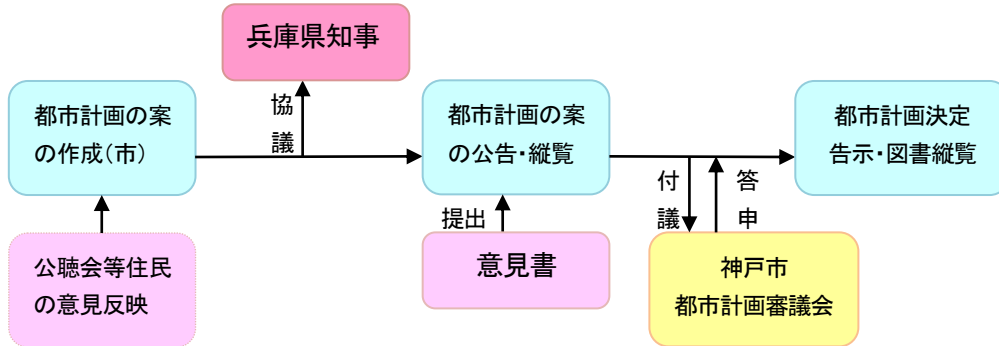 兵庫県知事
都市計画の案
の作成(市)
協
議
都市計画の案
の公告・縦覧
付
議
答
申
都市計画決定
告示・図書縦覧
公聴会等住民
の意見反映
提出
意見書
神戸市
都市計画審議会